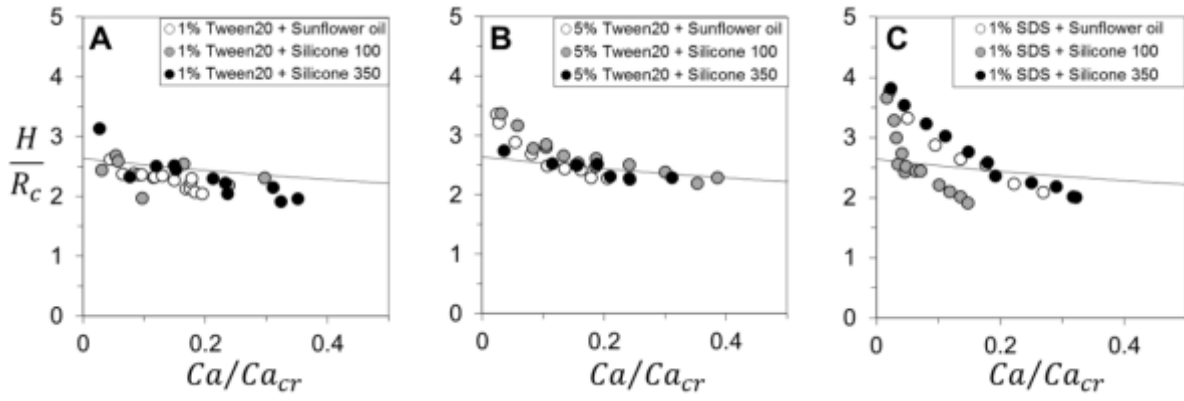 A
1% Tween20 + Sunflower oil
1% Tween20 + Silicone 100
1% Tween20 + Silicone 350
H
R_c
5
4
3
2
1
0
0 0.2 0.4
Ca/Ca_cr
B
5% Tween20 + Sunflower oil
5% Tween20 + Silicone 100
5% Tween20 + Silicone 350
5
4
3
2
1
0
0 0.2 0.4
Ca/Ca_cr
C
1% SDS + Sunflower oil
1% SDS + Silicone 100
1% SDS + Silicone 350
5
4
3
2
1
0
0 0.2 0.4
Ca/Ca_cr